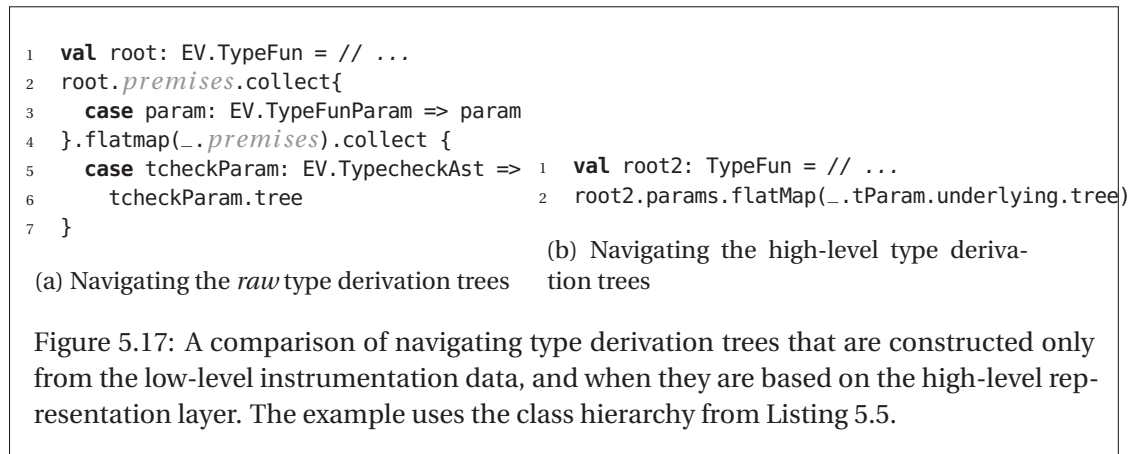 1 val root: EV.TypeFun = // ...
2 root.premises.collect{
3 case param: EV.TypeFunParam => param
4 }.flatmap(_.premises).collect {
5 case tcheckParam: EV.TypecheckAst =>
6 tcheckParam.tree
7 }
(a) Navigating the raw type derivation trees
1 val root2: TypeFun = // ...
2 root2.params.flatMap(_.tParam.underlying.tree)
(b) Navigating the high-level type deriva-
tion trees
Figure 5.17: A comparison of navigating type derivation trees that are constructed only
from the low-level instrumentation data, and when they are based on the high-level rep-
resentation layer. The example uses the class hierarchy from Listing 5.5.